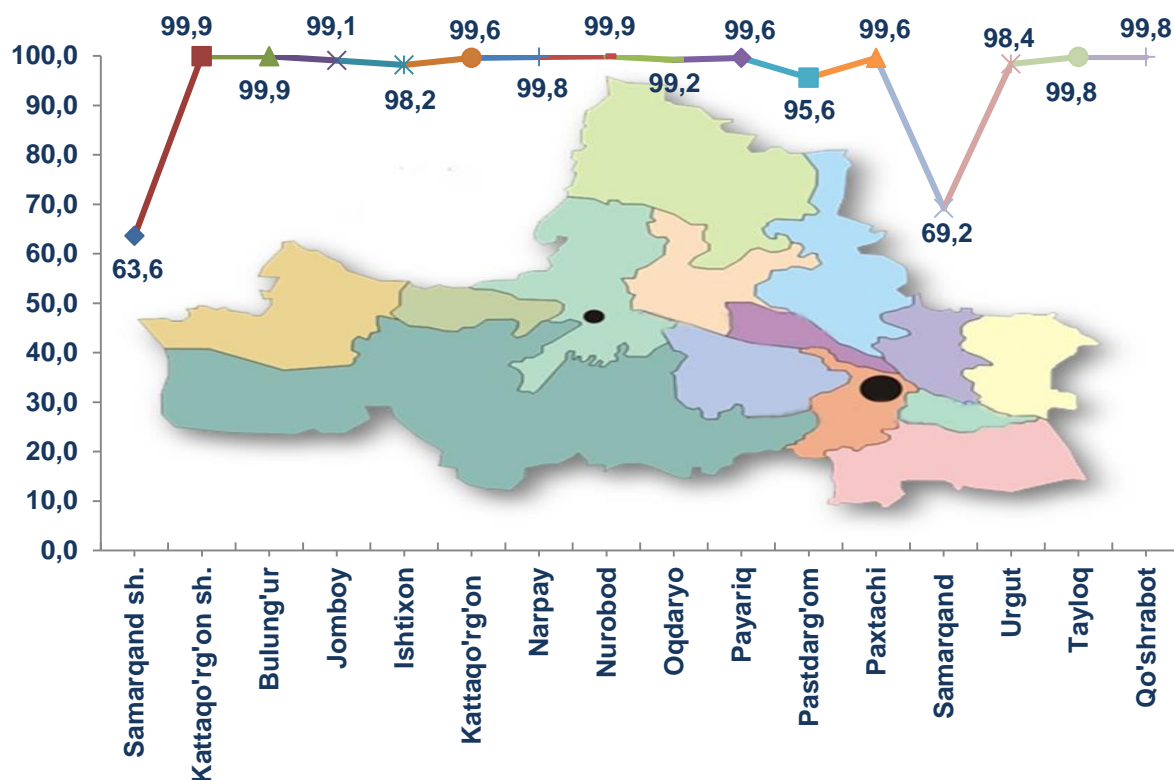 99,9
99,1
99,6
99,9
99,6
99,6
98,4
99,8
99,9
98,2
99,8
99,2
95,6
99,8
63,6
69,2
100,0
90,0
80,0
70,0
60,0
50,0
40,0
30,0
20,0
10,0
0,0
Samarqand sh.
Kattaqo'rg'on sh.
Bulung'ur
Jomboy
Ishtixon
Kattaqo'rg'on
Narpay
Nurobod
Oqdaryo
Payariq
Pastdarg'om
Paxtachi
Samarqand
Urgut
Tayloq
Qo'shrabot